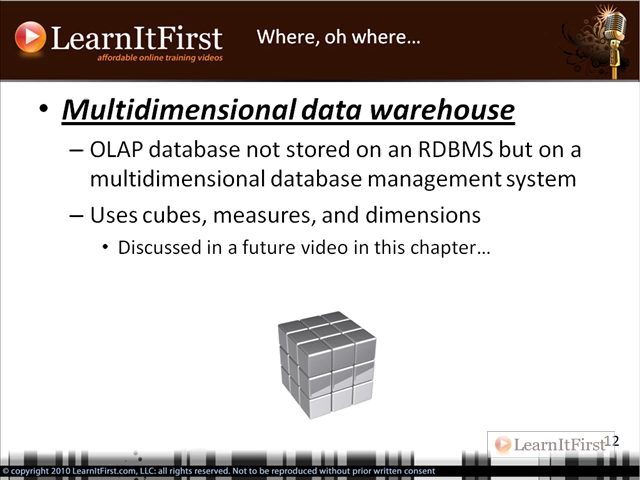 LearnItFirst
affordable online training videos
Where, oh where…
• Multidimensional data warehouse
– OLAP database not stored on an RDBMS but on a
multidimensional database management system
– Uses cubes, measures, and dimensions
• Discussed in a future video in this chapter…
LearnItFirst
12
© copyright 2010 LearnItFirst.com, LLC: all rights reserved. Not to be reproduced without prior written consent